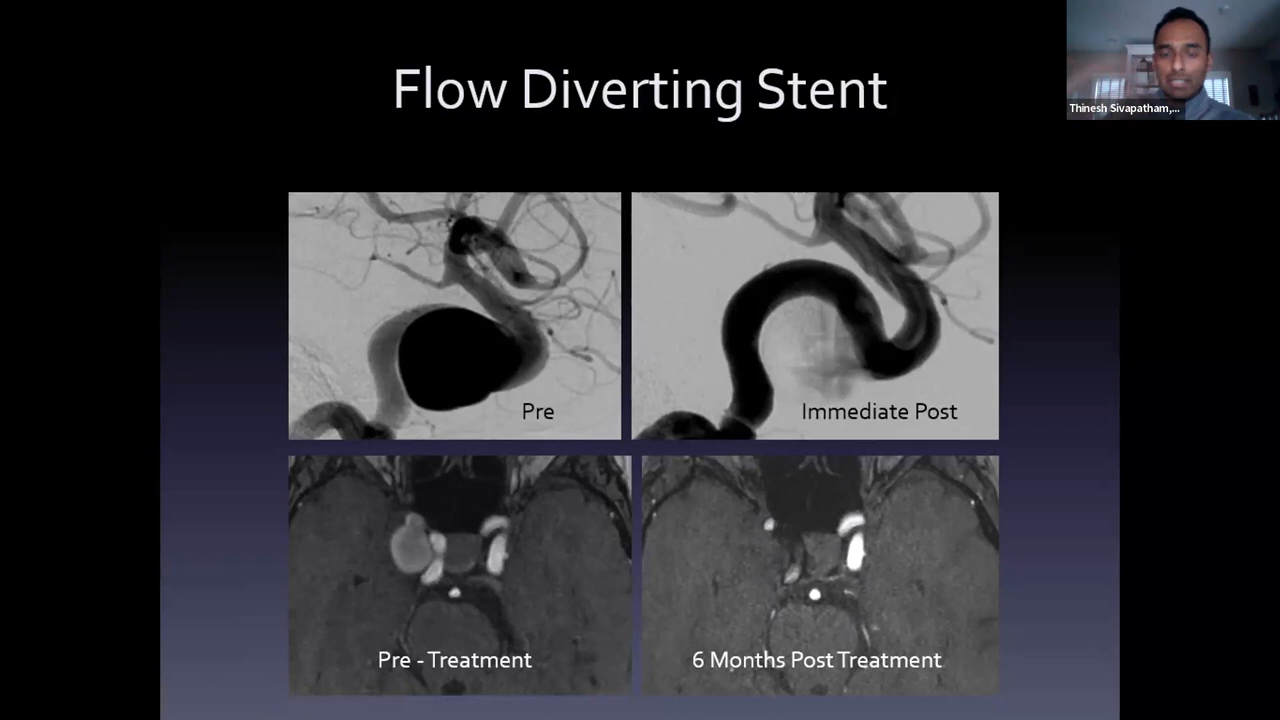 Flow Diverting Stent
Thinesh Sivapatham,...
Pre
Immediate Post
Pre - Treatment
6 Months Post Treatment